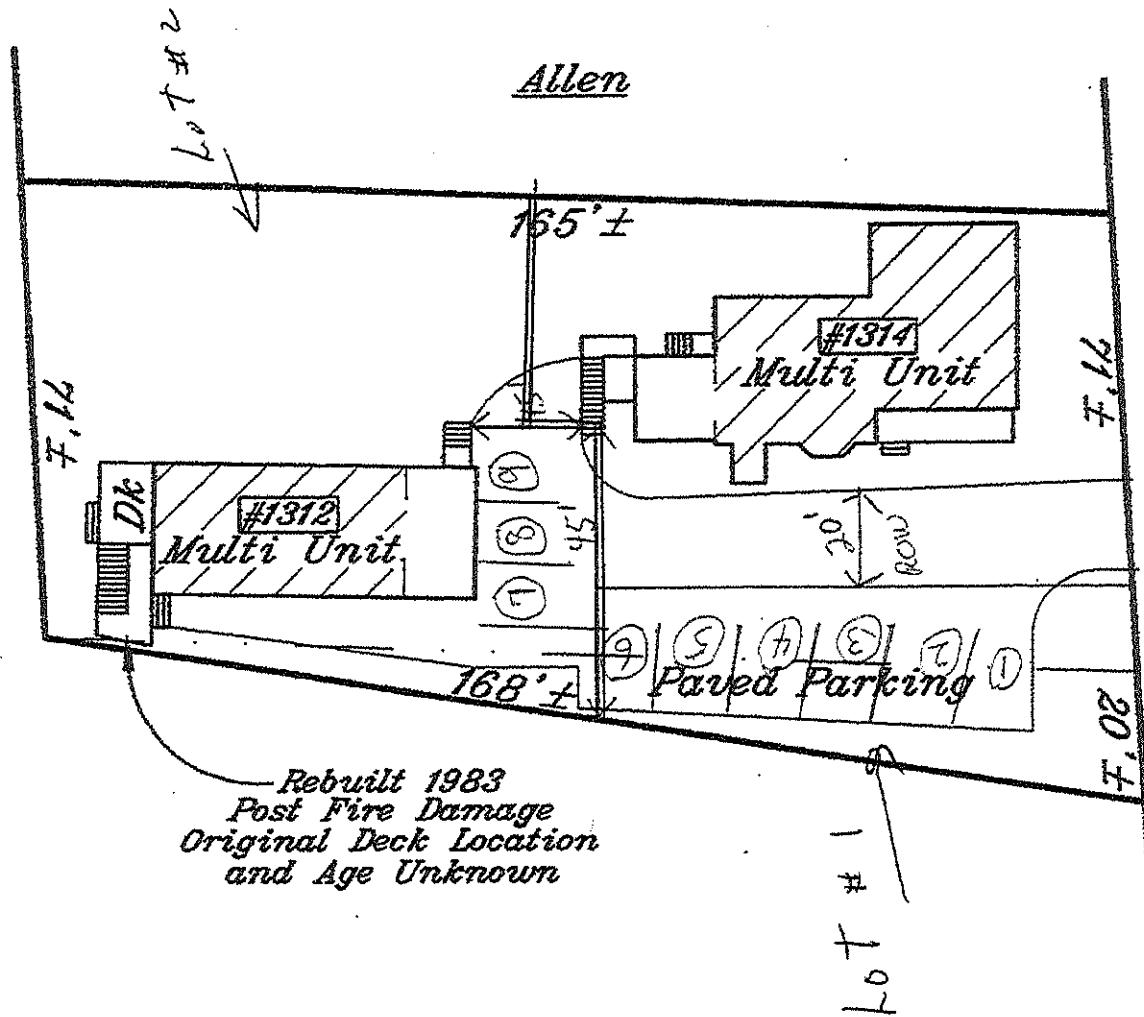 Lot #2
Allen
165' ±
15'
#1314
Multi Unit
71' ±
71' ±
Dk
#1312
Multi Unit
9
8
7
45'
20'
ROW
6
5
4
3
2
1
Paved Parking
168' ±
20' ±
Rebuilt 1983
Post Fire Damage
Original Deck Location
and Age Unknown
Lot # 1